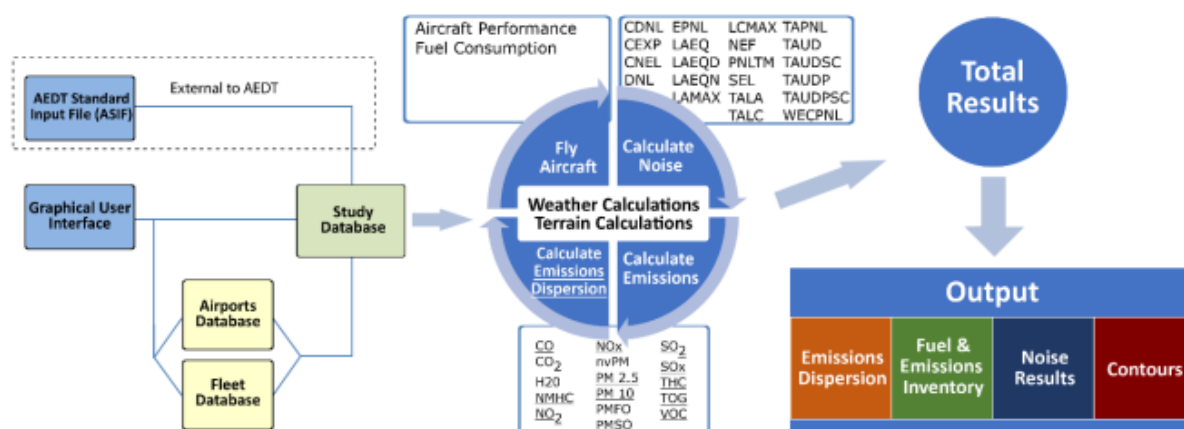 Aircraft Performance
Fuel Consumption
CDNL EPNL LCMAX TAPNL
CEXP LAEQ NEF TAUD
CNEL LAEQD PNLTM TAUDSC
DNL LAEQN SEL TAUDP
LAMAX TALA TAUDPSC
TALC WECPNL
Total
Results
External to AEDT
AEDT Standard
Input File (ASIF)
Graphical User
Interface
Study
Database
Airports
Database
Fleet
Database
Fly
Aircraft
Calculate
Noise
Weather Calculations
Terrain Calculations
Calculate
Emissions
Dispersion
Calculate
Emissions
CO NOx SO2
CO2 nvPM SOx
H20 PM 2.5 THC
NMHC PM 10 TOG
NO2 PMFO VOC
PMSO
Output
Emissions
Dispersion
Fuel &
Emissions
Inventory
Noise
Results
Contours